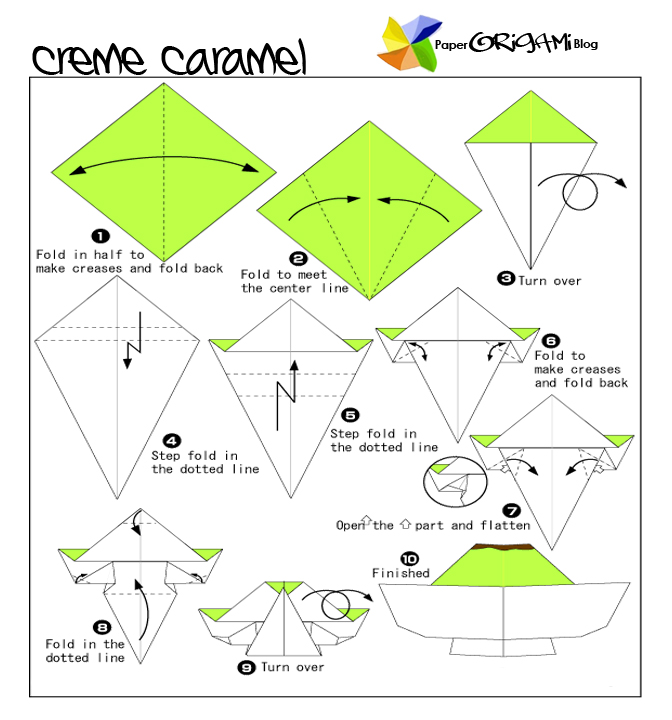 creme caramel
Paper ORiGAMi Blog
1
Fold in half to
make creases and fold back
2
Fold to meet
the center line
3 Turn over
4
Step fold in
the dotted line
5
Step fold in
the dotted line
6
Fold to
make creases
and fold back
7
Open the part and flatten
8
Fold in the
dotted line
9 Turn over
10
Finished